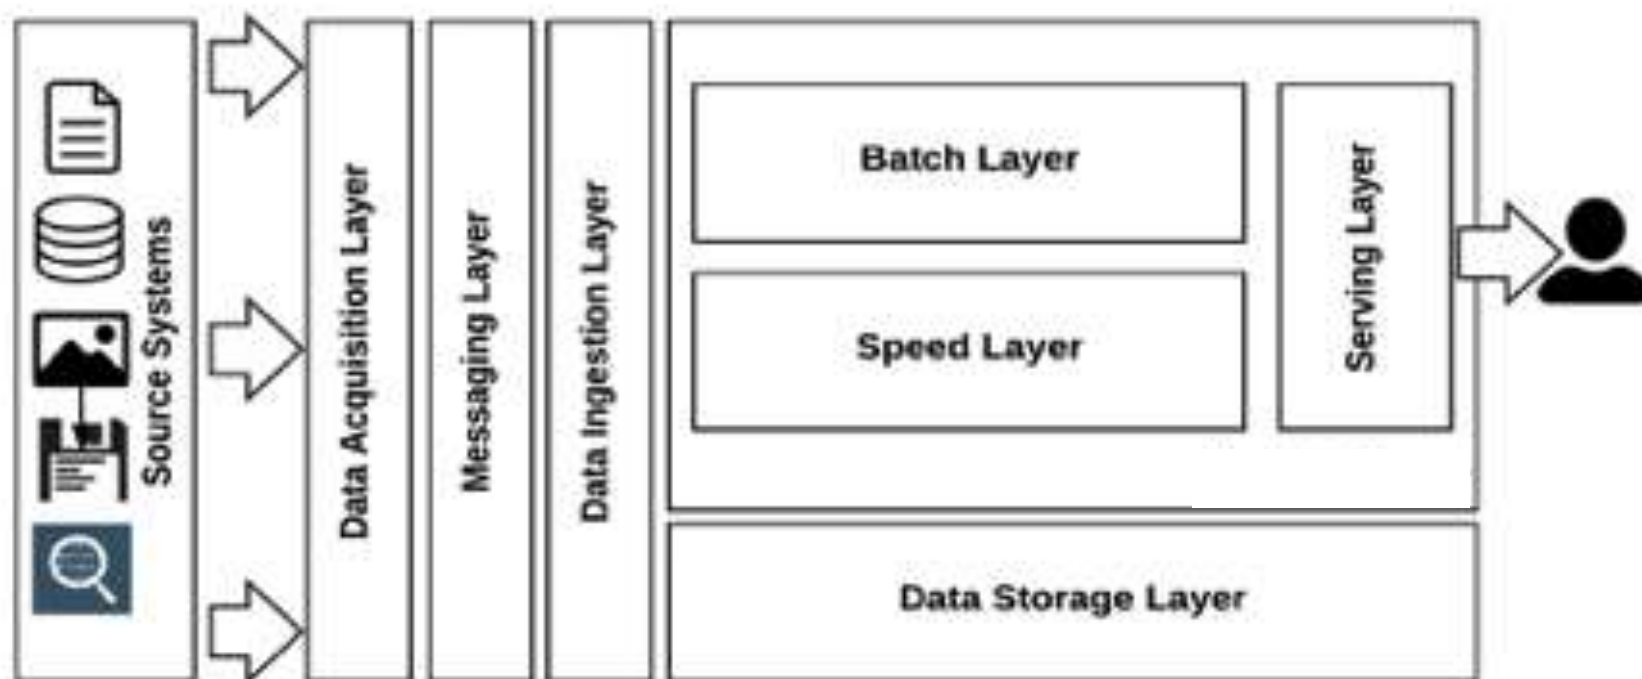 Source Systems
Data Acquisition Layer
Messaging Layer
Data Ingestion Layer
Batch Layer
Speed Layer
Serving Layer
Data Storage Layer